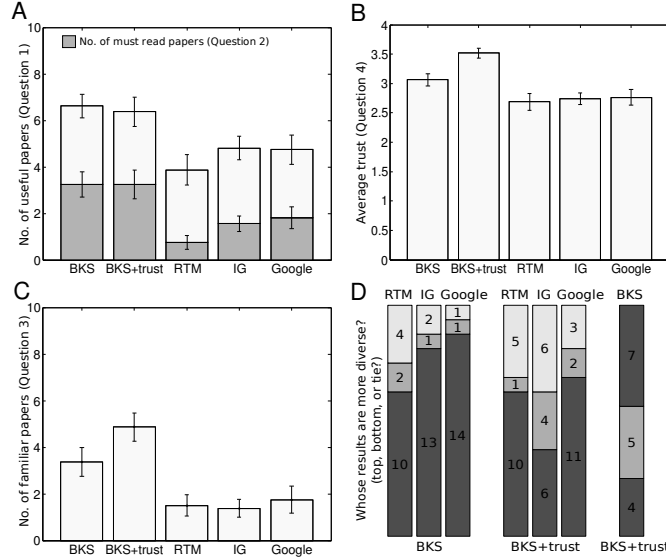 A
No. of useful papers (Question 1)
10
8
6
4
2
0
No. of must read papers (Question 2)
BKS BKS+trust RTM IG Google
B
Average trust (Question 4)
4
3.5
3
2.5
2
1.5
1
0.5
0
BKS BKS+trust RTM IG Google
C
No. of familiar papers (Question 3)
10
8
6
4
2
0
BKS BKS+trust RTM IG Google
D
Whose results are more diverse?
(top, bottom, or tie?)
RTM IG Google RTM IG Google BKS
4 2 1 5 6 3 7
2 1 1 1 4 2 5
10 13 14 10 6 11 4
BKS BKS+trust BKS+trust